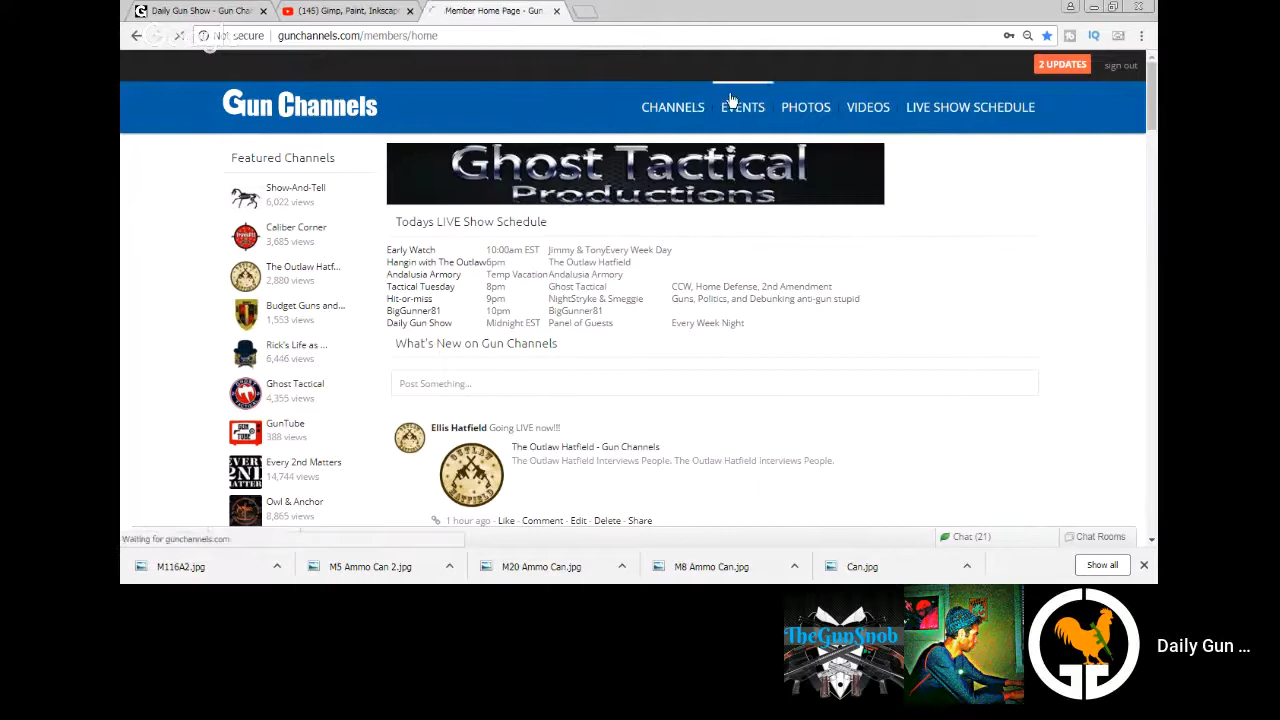 Daily Gun Show - Gun Chan
(145) Gimp, Paint, Inkscape
Member Home Page - Gun
Not secure
gunchannels.com/members/home
IQ
2 UPDATES
sign out
Gun Channels
CHANNELS
EVENTS
PHOTOS
VIDEOS
LIVE SHOW SCHEDULE
Featured Channels
Show-And-Tell
6,022 views
Caliber Corner
3,685 views
The Outlaw Hatf...
2,880 views
Budget Guns and...
1,553 views
Rick's Life as ...
6,446 views
Ghost Tactical
4,355 views
GunTube
388 views
Every 2nd Matters
14,744 views
Owl & Anchor
8,865 views
GUN TUBE
EVERY 2ND MATTER
Ghost Tactical
Productions
Todays LIVE Show Schedule
Early Watch 10:00am EST Jimmy & TonyEvery Week Day
Hangin with The Outlaw 6pm The Outlaw Hatfield
Andalusia Armory Temp Vacation Andalusia Armory
Tactical Tuesday 8pm Ghost Tactical CCW, Home Defense, 2nd Amendment
Hit-or-miss 9pm NightStryke & Smeggie Guns, Politics, and Debunking anti-gun stupid
BigGunner81 10pm BigGunner81
Daily Gun Show Midnight EST Panel of Guests Every Week Night
What's New on Gun Channels
Post Something...
Ellis Hatfield Going LIVE now!!!
OUTLAW
HATFIELD
The Outlaw Hatfield - Gun Channels
The Outlaw Hatfield Interviews People. The Outlaw Hatfield Interviews People.
1 hour ago - Like - Comment - Edit - Delete - Share
Waiting for gunchannels.com
Chat (21)
Chat Rooms
M116A2.jpg
M5 Ammo Can 2.jpg
M20 Ammo Can.jpg
M8 Ammo Can.jpg
Can.jpg
Show all
TheGunSnob
Daily Gun ...